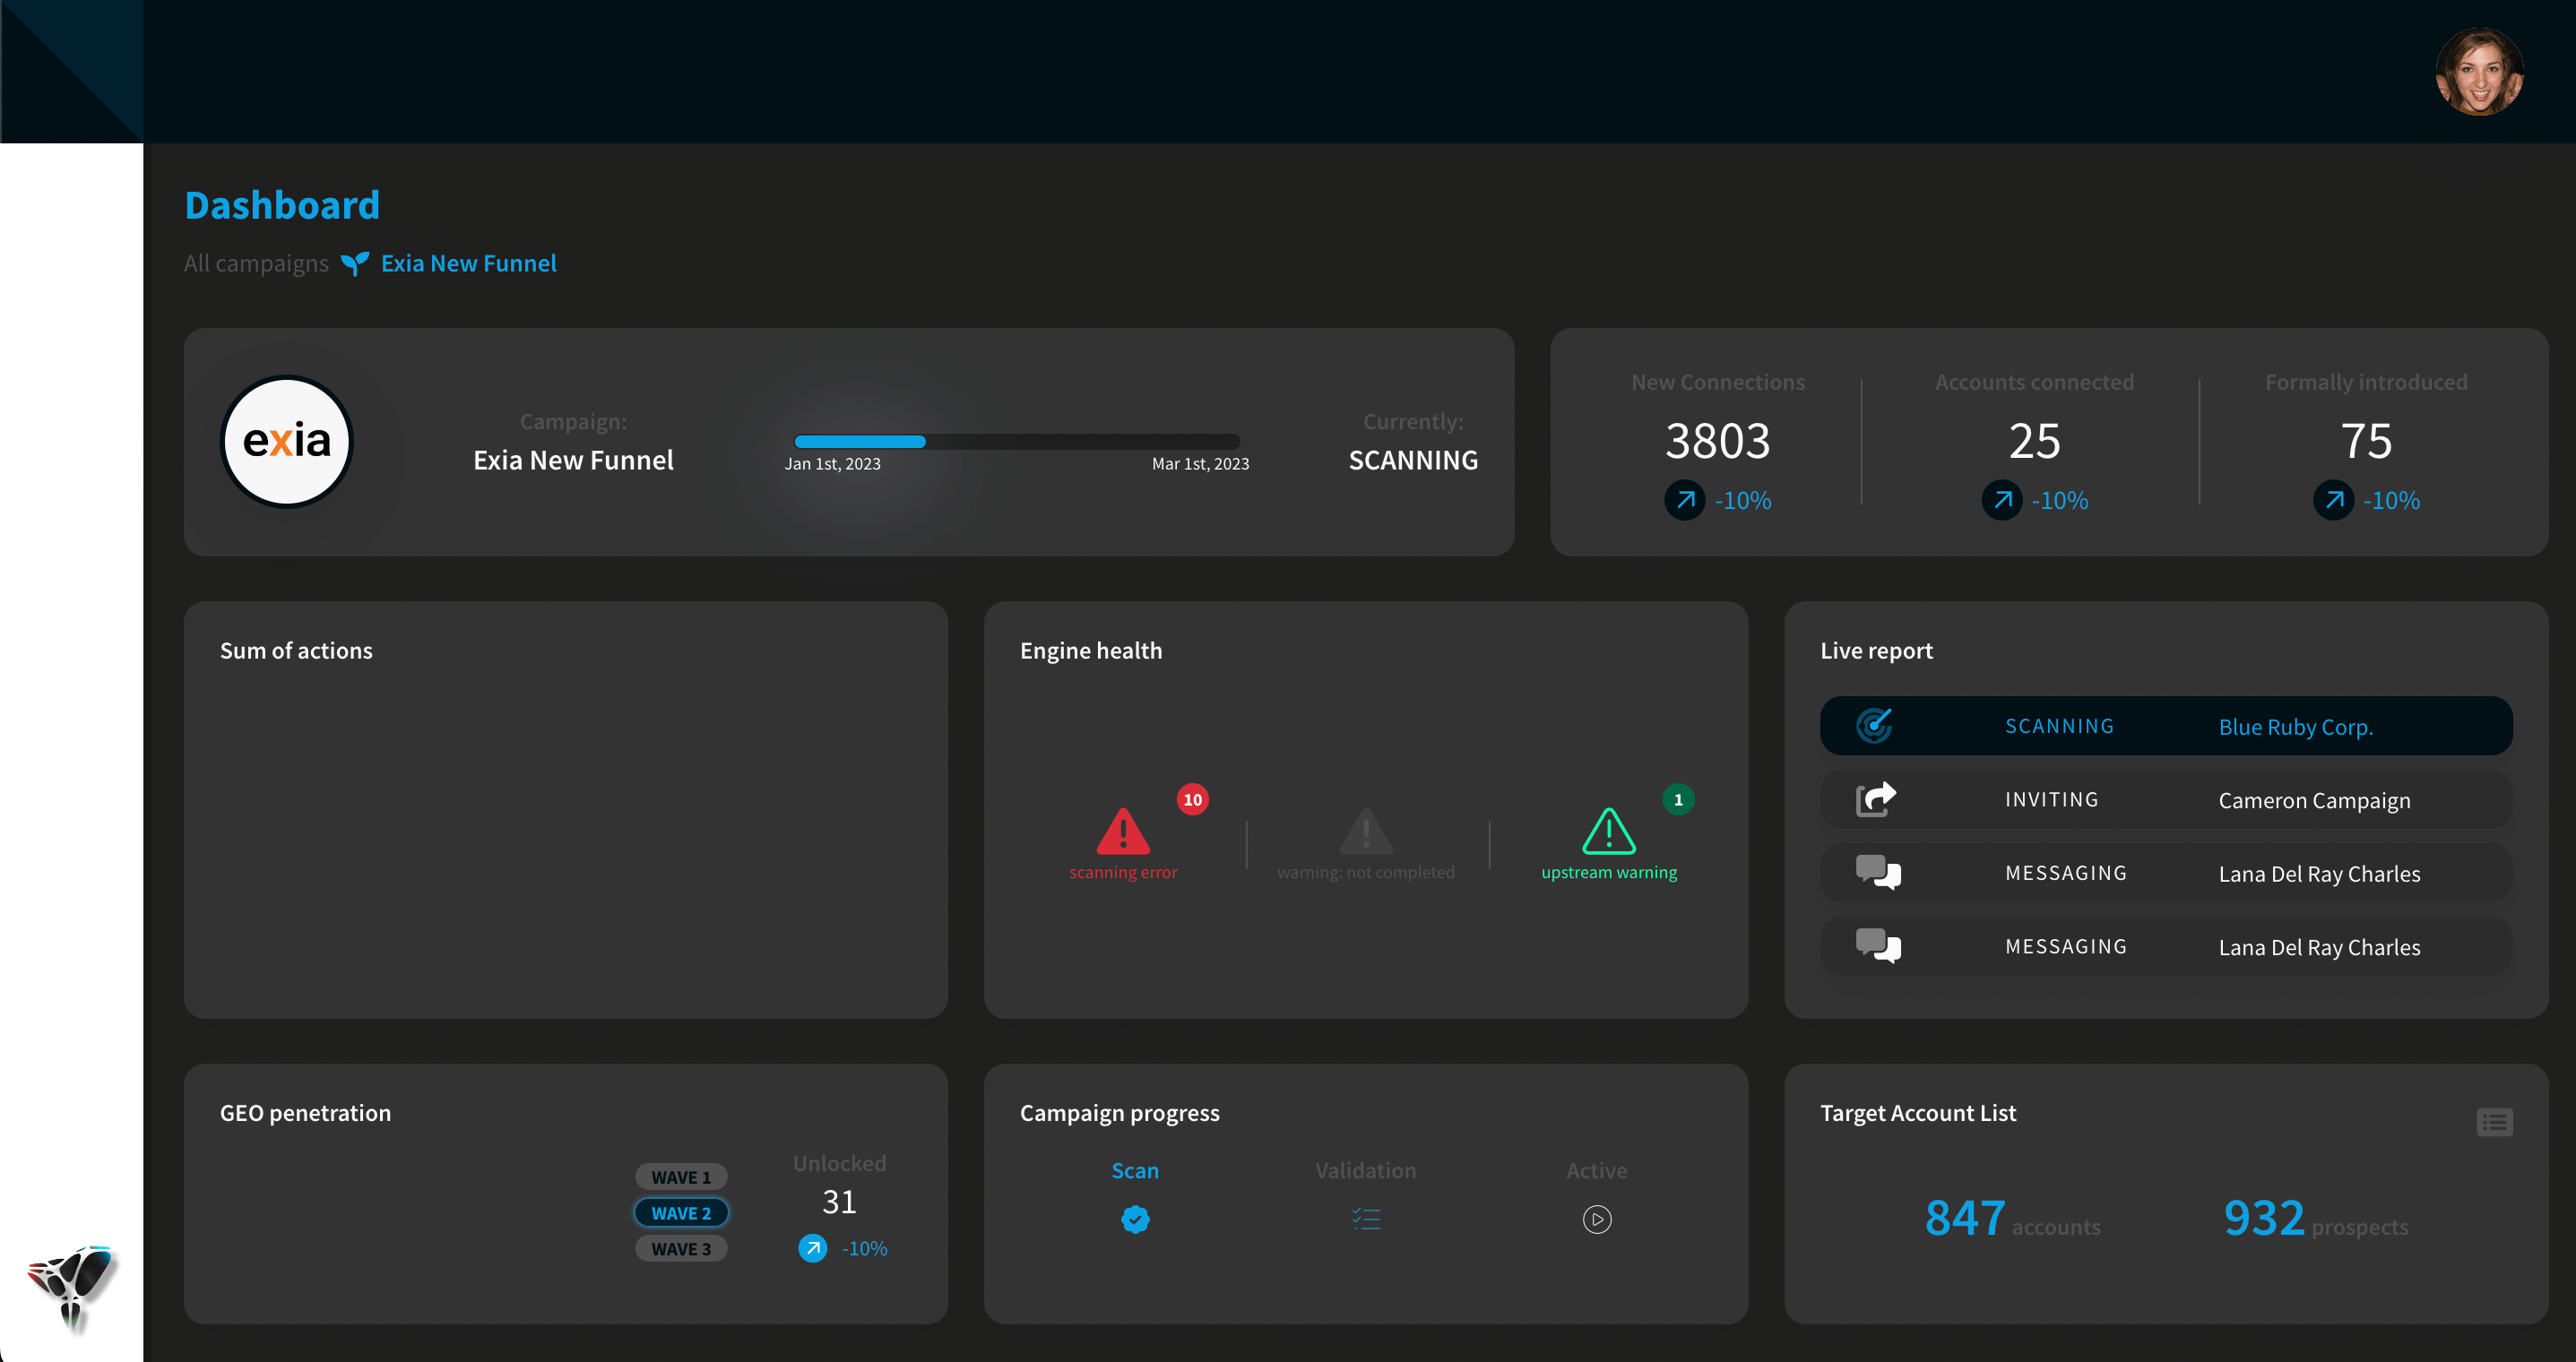 Dashboard
All campaigns Exia New Funnel
exia
Campaign:
Exia New Funnel
Jan 1st, 2023
Mar 1st, 2023
Currently:
SCANNING
New Connections
3803
-10%
Accounts connected
25
-10%
Formally introduced
75
-10%
Sum of actions
Engine health
10
scanning error
warning: not completed
1
upstream warning
Live report
SCANNING Blue Ruby Corp.
INVITING Cameron Campaign
MESSAGING Lana Del Ray Charles
MESSAGING Lana Del Ray Charles
GEO penetration
WAVE 1
WAVE 2
WAVE 3
Unlocked
31
-10%
Campaign progress
Scan
Validation
Active
Target Account List
847 accounts
932 prospects